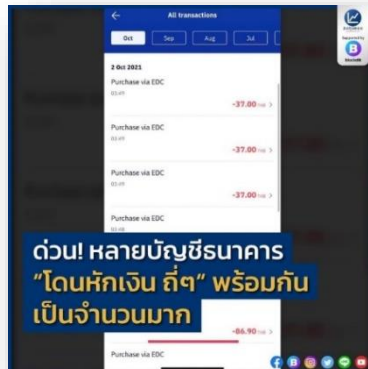 All transactions
Oct Sep Aug Jul
2 Oct 2021
Purchase via EDC
-37.00
Purchase via EDC
-37.00
Purchase via EDC
-37.00
Purchase via EDC
ด่วน! หลายบัญชีธนาคาร
“โดนหักเงิน ถี่ๆ” พร้อมกัน
เป็นจำนวนมาก
-86.90
Purchase via EDC